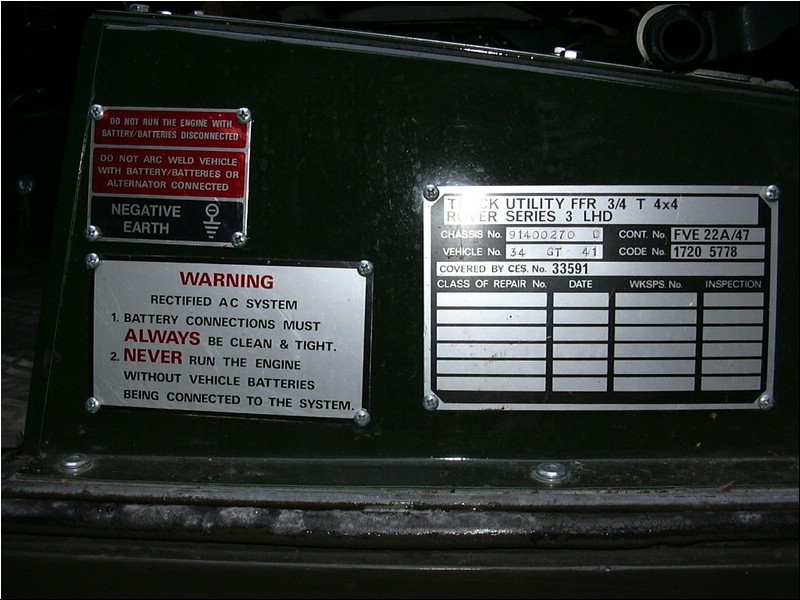 DO NOT RUN THE ENGINE WITH
BATTERY/BATTERIES DISCONNECTED
DO NOT ARC WELD VEHICLE
WITH BATTERY/BATTERIES OR
ALTERNATOR CONNECTED
NEGATIVE
EARTH
WARNING
RECTIFIED AC SYSTEM
1. BATTERY CONNECTIONS MUST
ALWAYS BE CLEAN & TIGHT.
2. NEVER RUN THE ENGINE
WITHOUT VEHICLE BATTERIES
BEING CONNECTED TO THE SYSTEM.
TRUCK UTILITY FFR 3/4 T 4x4
ROVER SERIES 3 LHD
CHASSIS No. 91400270 CONT. No. FVE 22A/47
VEHICLE No. 34 GT 41 CODE No. 1720 5778
COVERED BY CES. No. 33591
CLASS OF REPAIR No. DATE WKSPS. No. INSPECTION